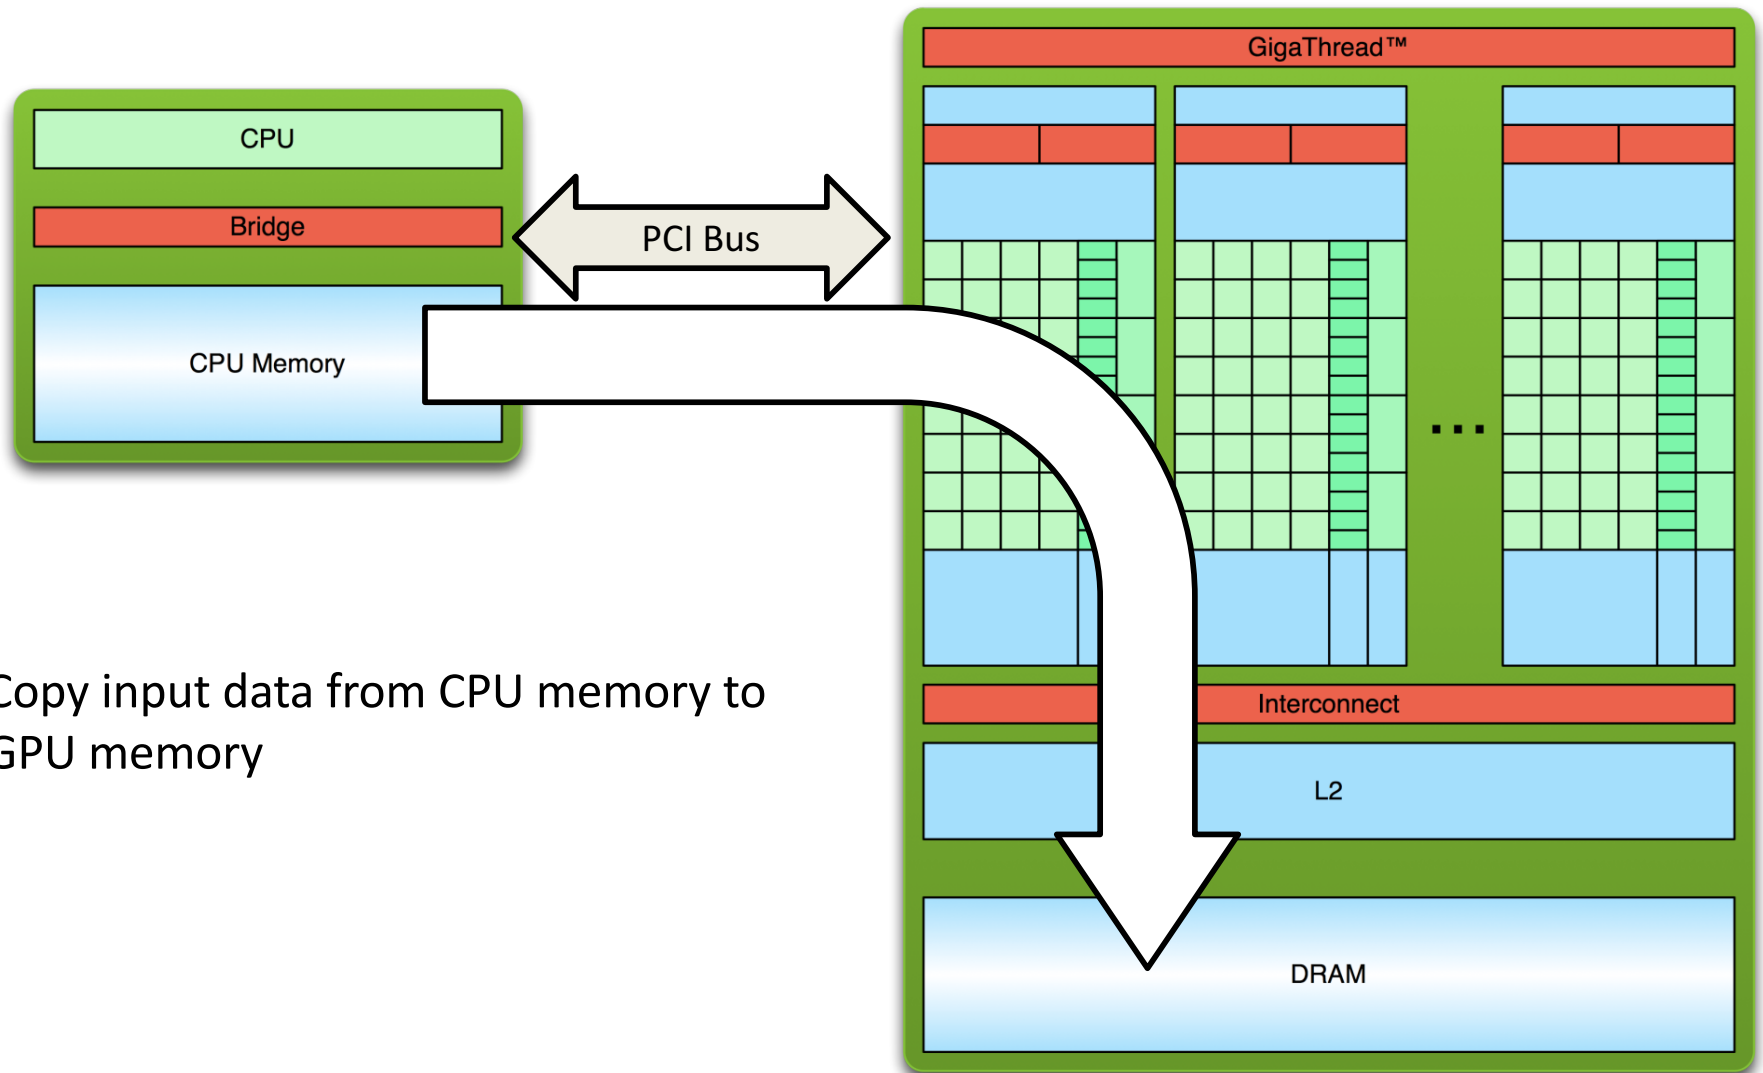 GigaThread™
CPU
Bridge
PCI Bus
CPU Memory
...
Copy input data from CPU memory to
GPU memory
Interconnect
L2
DRAM